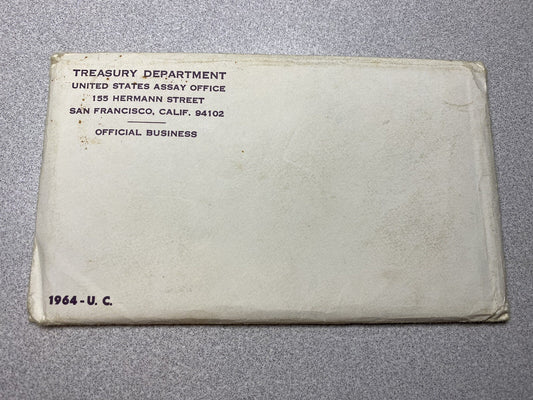 TREASURY DEPARTMENT
UNITED STATES ASSAY OFFICE
155 HERMANN STREET
SAN FRANCISCO, CALIF. 94102
OFFICIAL BUSINESS
1964 - U. C.